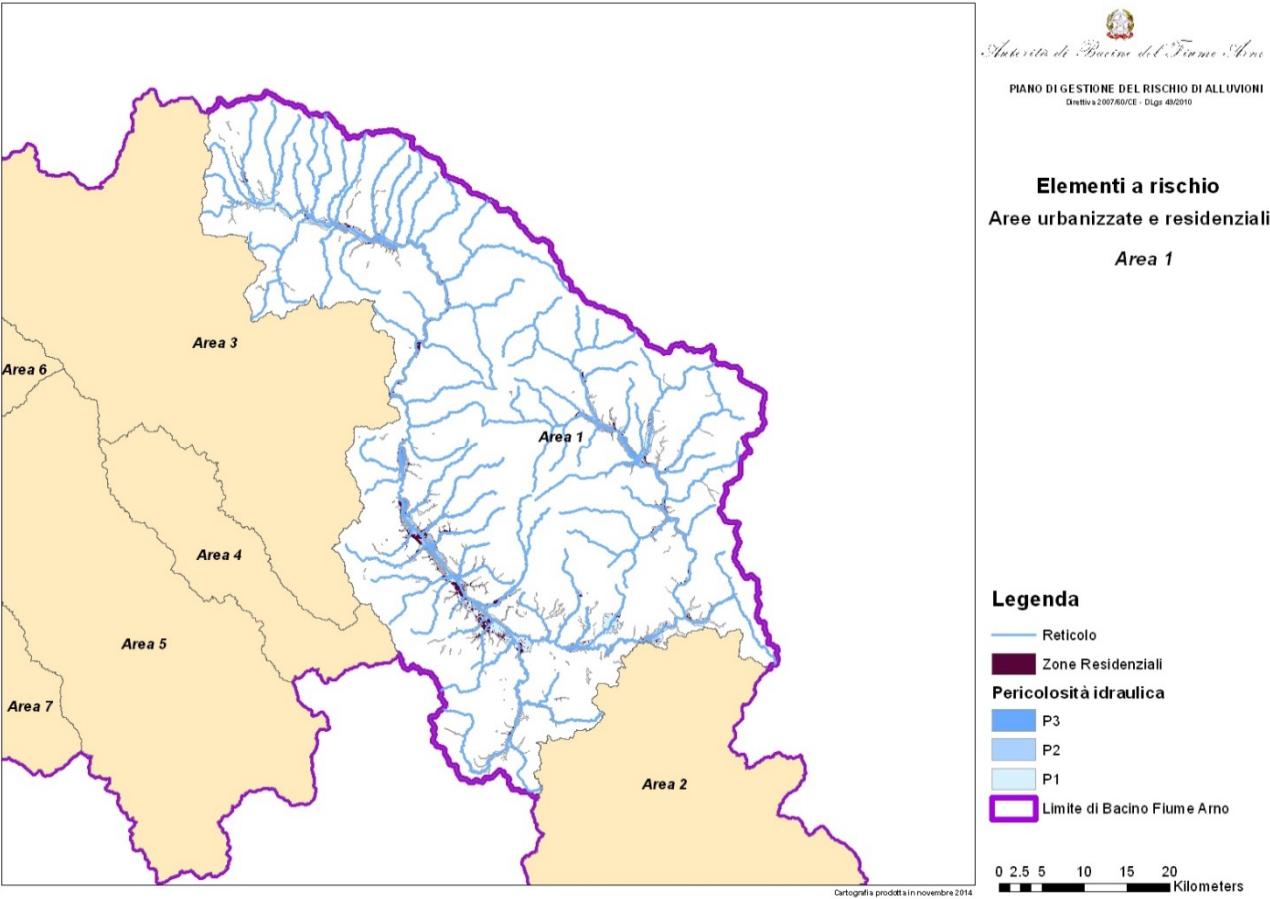 Autorità di Bacino del Fiume Arno
PIANO DI GESTIONE DEL RISCHIO DI ALLUVIONI
Direttiva 2007/60/CE - DLgs 49/2010
Elementi a rischio
Aree urbanizzate e residenziali
Area 1
Area 3
Area 6
Area 1
Area 4
Area 5
Area 7
Area 2
Legenda
Reticolo
Zone Residenziali
Pericolosità idraulica
P3
P2
P1
Limite di Bacino Fiume Arno
0 2.5 5 10 15 20
Kilometers
Cartografia prodotta in novembre 2014